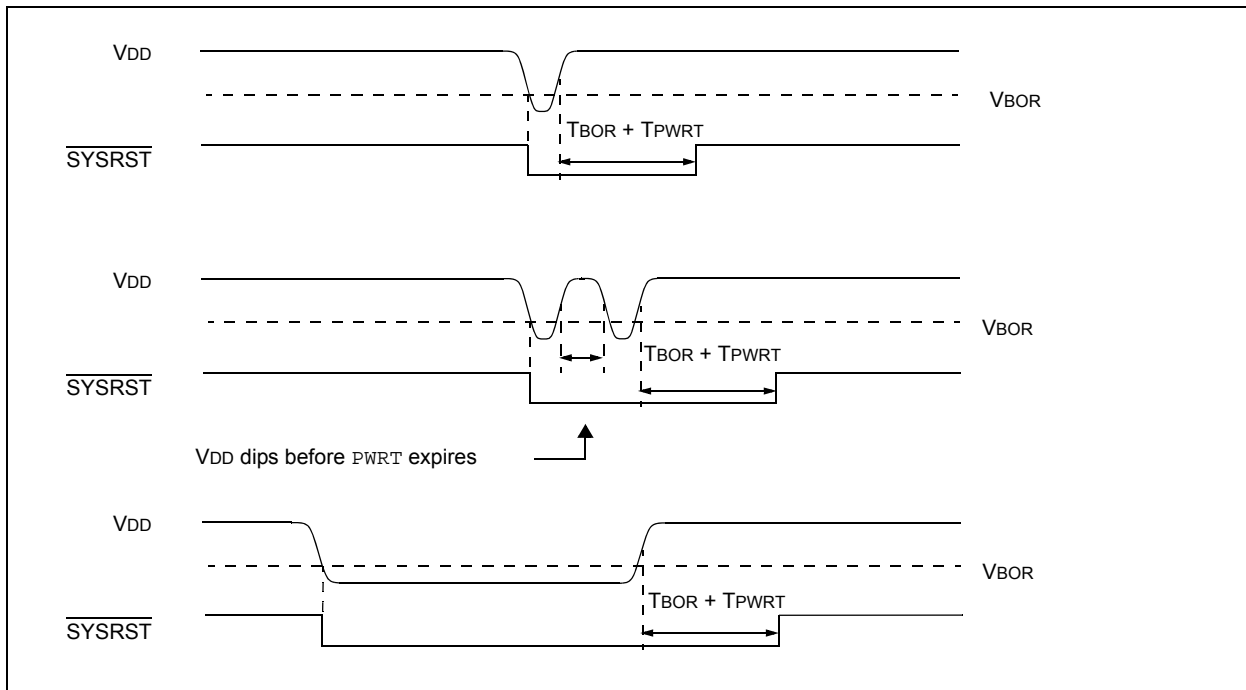 VDD
VBOR
TBOR + TPWRT
SYSRST
VDD
VBOR
TBOR + TPWRT
SYSRST
VDD dips before PWRT expires
VDD
VBOR
TBOR + TPWRT
SYSRST